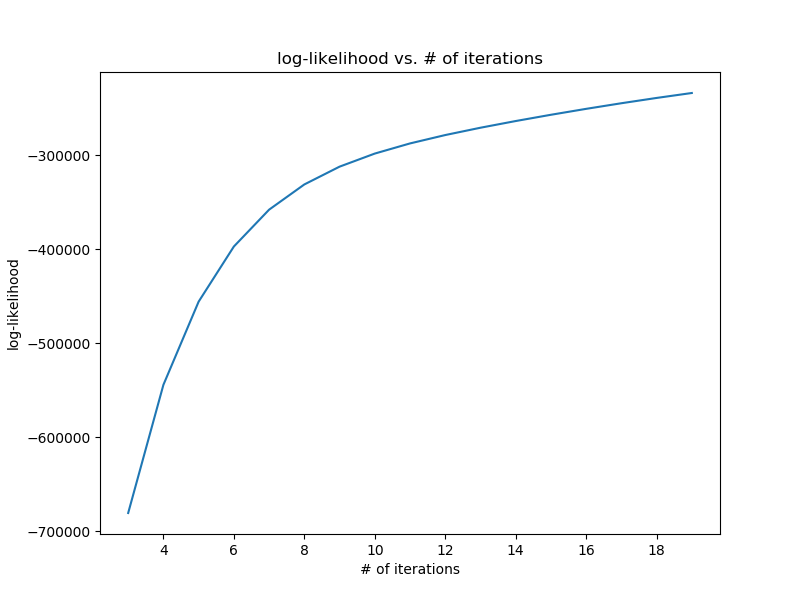 log-likelihood vs. # of iterations
−300000
−400000
−500000
−600000
−700000
log-likelihood
4 6 8 10 12 14 16 18
# of iterations